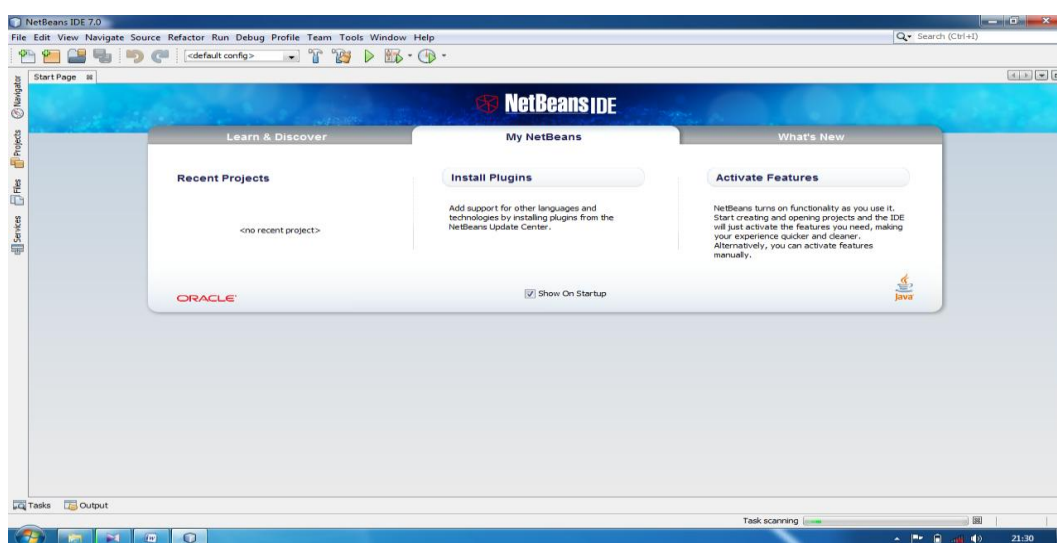 NetBeans IDE 7.0
File Edit View Navigate Source Refactor Run Debug Profile Team Tools Window Help
Search (Ctrl+I)
<default config>
Start Page
Navigator
Projects
Files
Services
NetBeans IDE
Learn & Discover
My NetBeans
What's New
Recent Projects
<no recent project>
Install Plugins
Add support for other languages and
technologies by installing plugins from the
NetBeans Update Center.
Activate Features
NetBeans turns on functionality as you use it.
Start creating and opening projects and the IDE
will just activate the features you need, making
your experience quicker and cleaner.
Alternatively, you can activate features
manually.
ORACLE
Show On Startup
Java
Tasks
Output
Task scanning
21:30